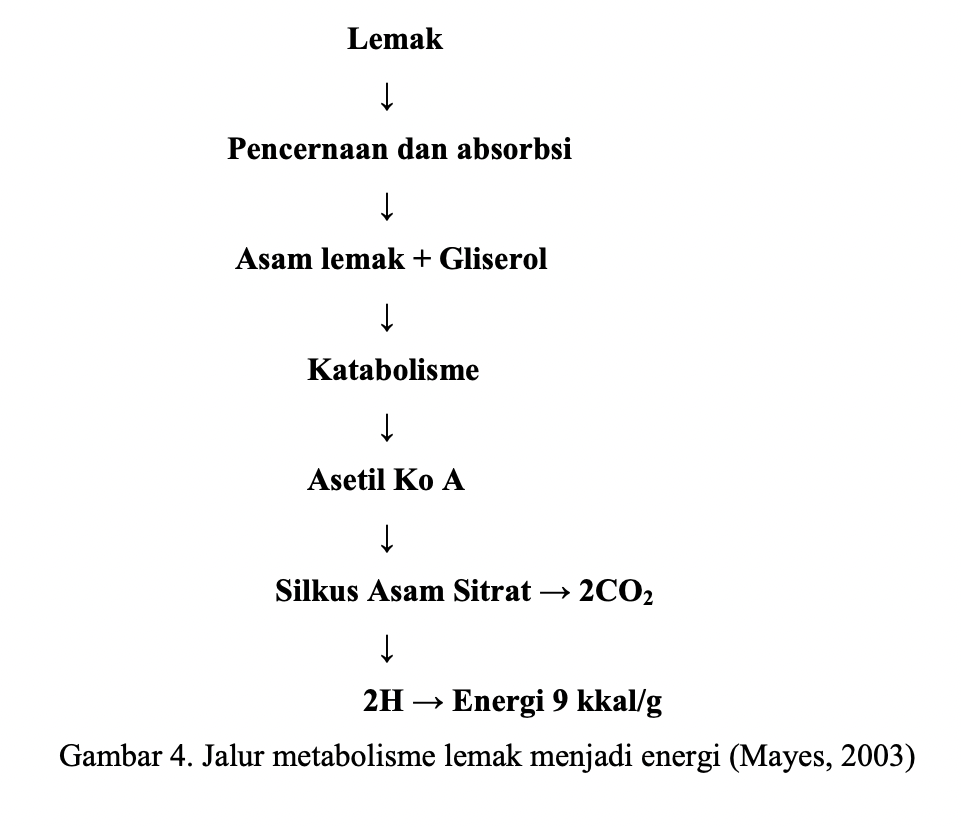 Lemak
↓
Pencernaan dan absorbsi
↓
Asam lemak + Gliserol
↓
Katabolisme
↓
Asetil Ko A
↓
Silkus Asam Sitrat → 2CO₂
↓
2H → Energi 9 kkal/g
Gambar 4. Jalur metabolisme lemak menjadi energi (Mayes, 2003)